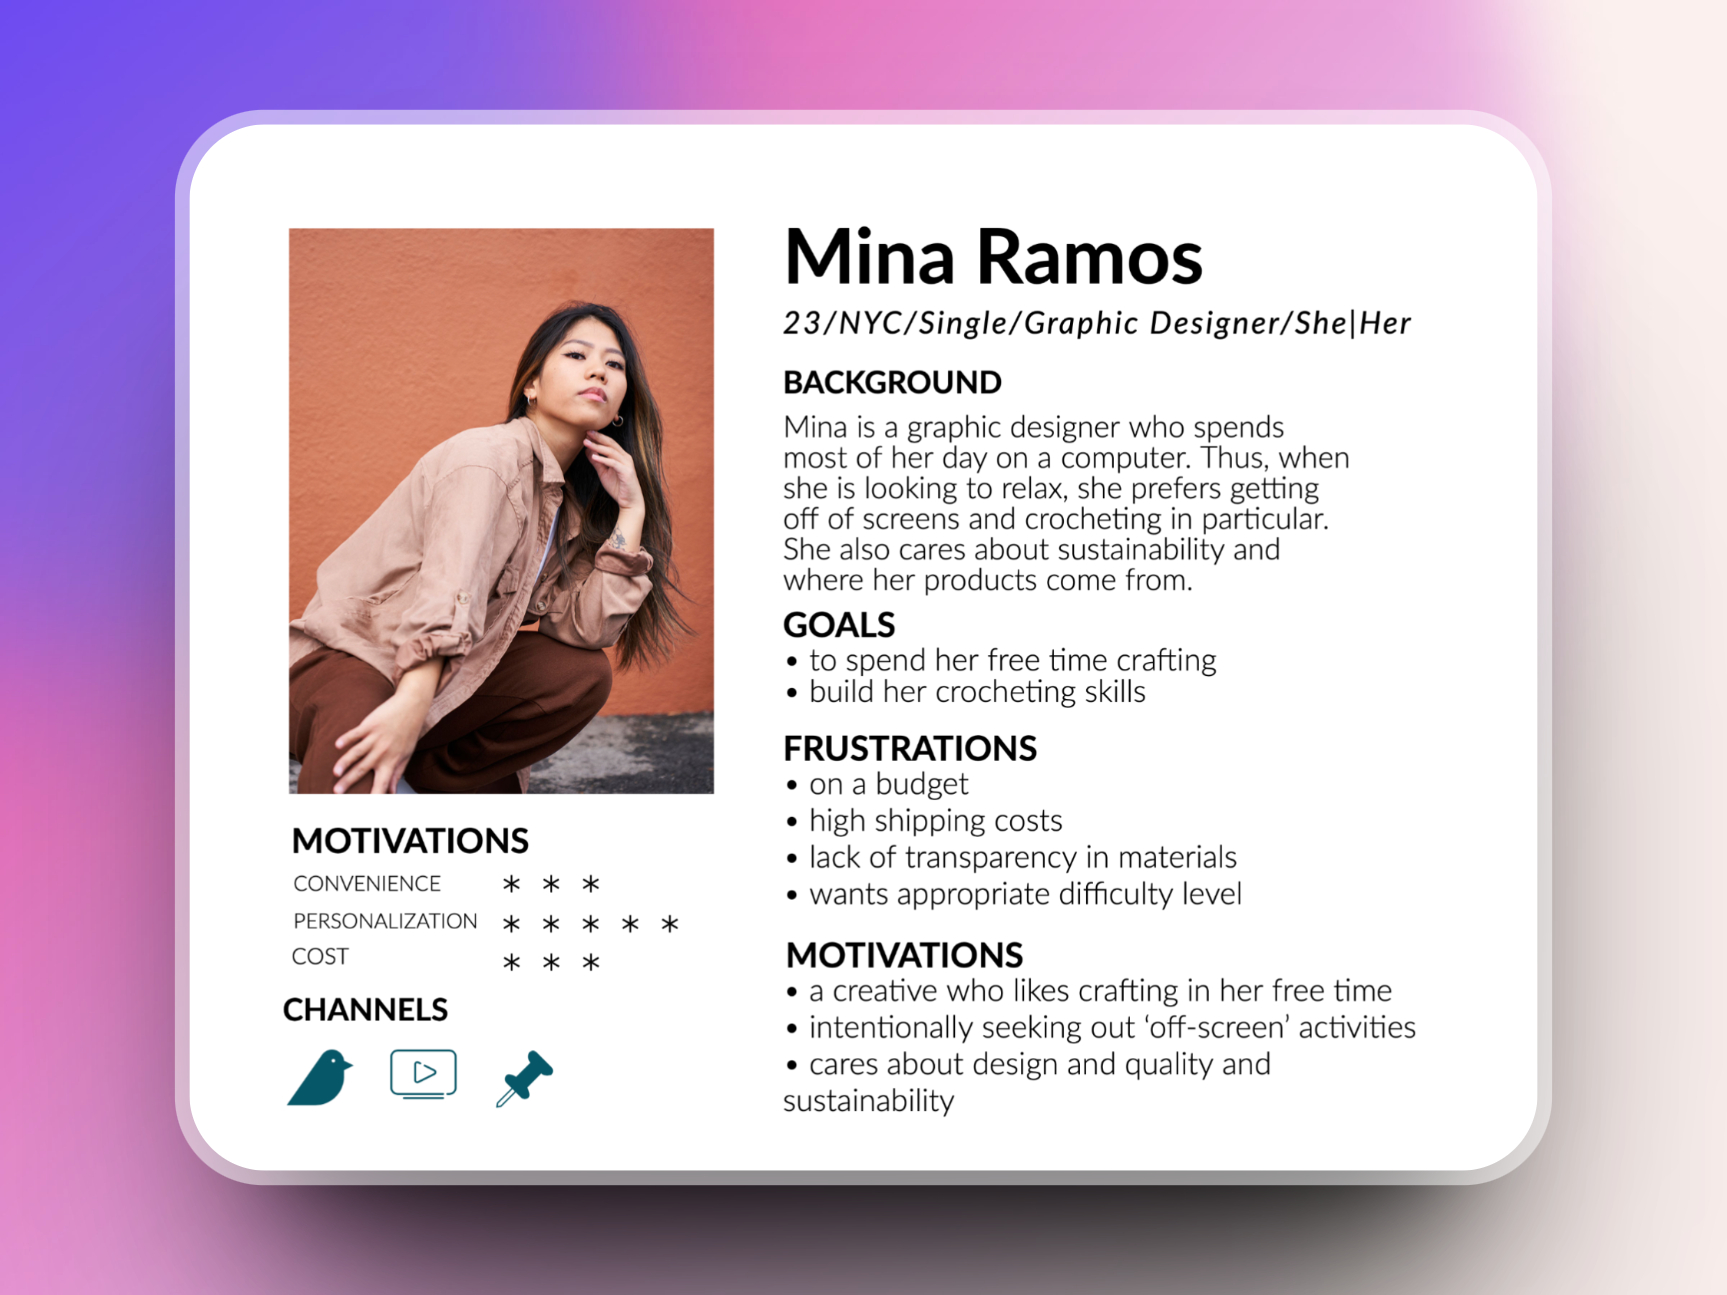 Mina Ramos
23/NYC/Single/Graphic Designer/She|Her
BACKGROUND
Mina is a graphic designer who spends
most of her day on a computer. Thus, when
she is looking to relax, she prefers getting
off of screens and crocheting in particular.
She also cares about sustainability and
where her products come from.
GOALS
• to spend her free time crafting
• build her crocheting skills
FRUSTRATIONS
• on a budget
• high shipping costs
• lack of transparency in materials
• wants appropriate difficulty level
MOTIVATIONS
• a creative who likes crafting in her free time
• intentionally seeking out ‘off-screen’ activities
• cares about design and quality and
sustainability
MOTIVATIONS
CONVENIENCE * * *
PERSONALIZATION * * * * *
COST * * *
CHANNELS